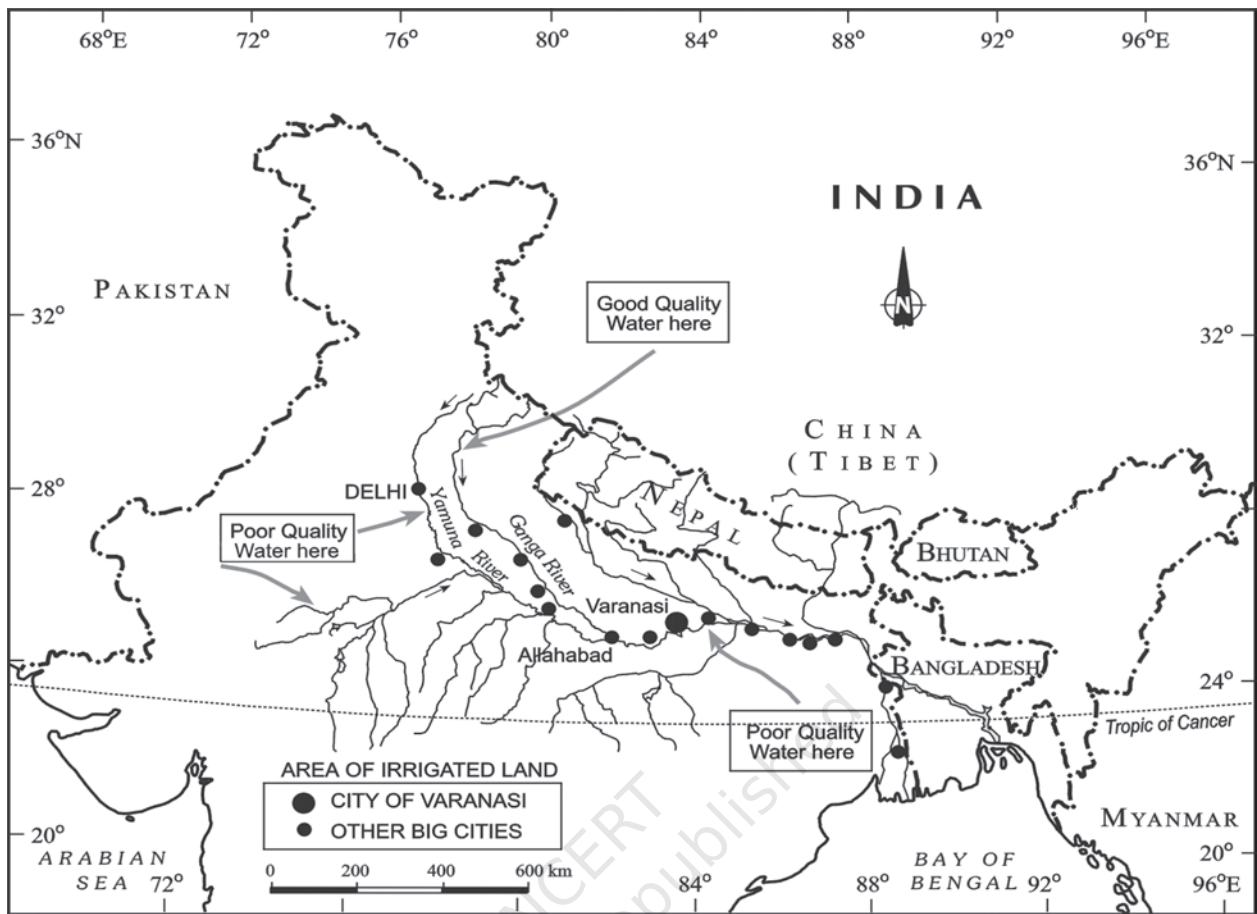 68°E 72° 76° 80° 84° 88° 92° 96°E
36°N
36°N
INDIA
PAKISTAN
Good Quality
Water here
N
32°
32°
CHINA
(TIBET)
28°
28°
DELHI
NEPAL
Poor Quality
Water here
Yamuna
River
Ganga River
BHUTAN
Varanasi
Allahabad
BANGLADESH
24°
Tropic of Cancer
Poor Quality
Water here
AREA OF IRRIGATED LAND
CITY OF VARANASI
OTHER BIG CITIES
20°
MYANMAR
20°
ARABIAN
SEA
BAY OF
BENGAL
0 200 400 600 km
72° 84° 88° 92° 96°E
NCERT
republished